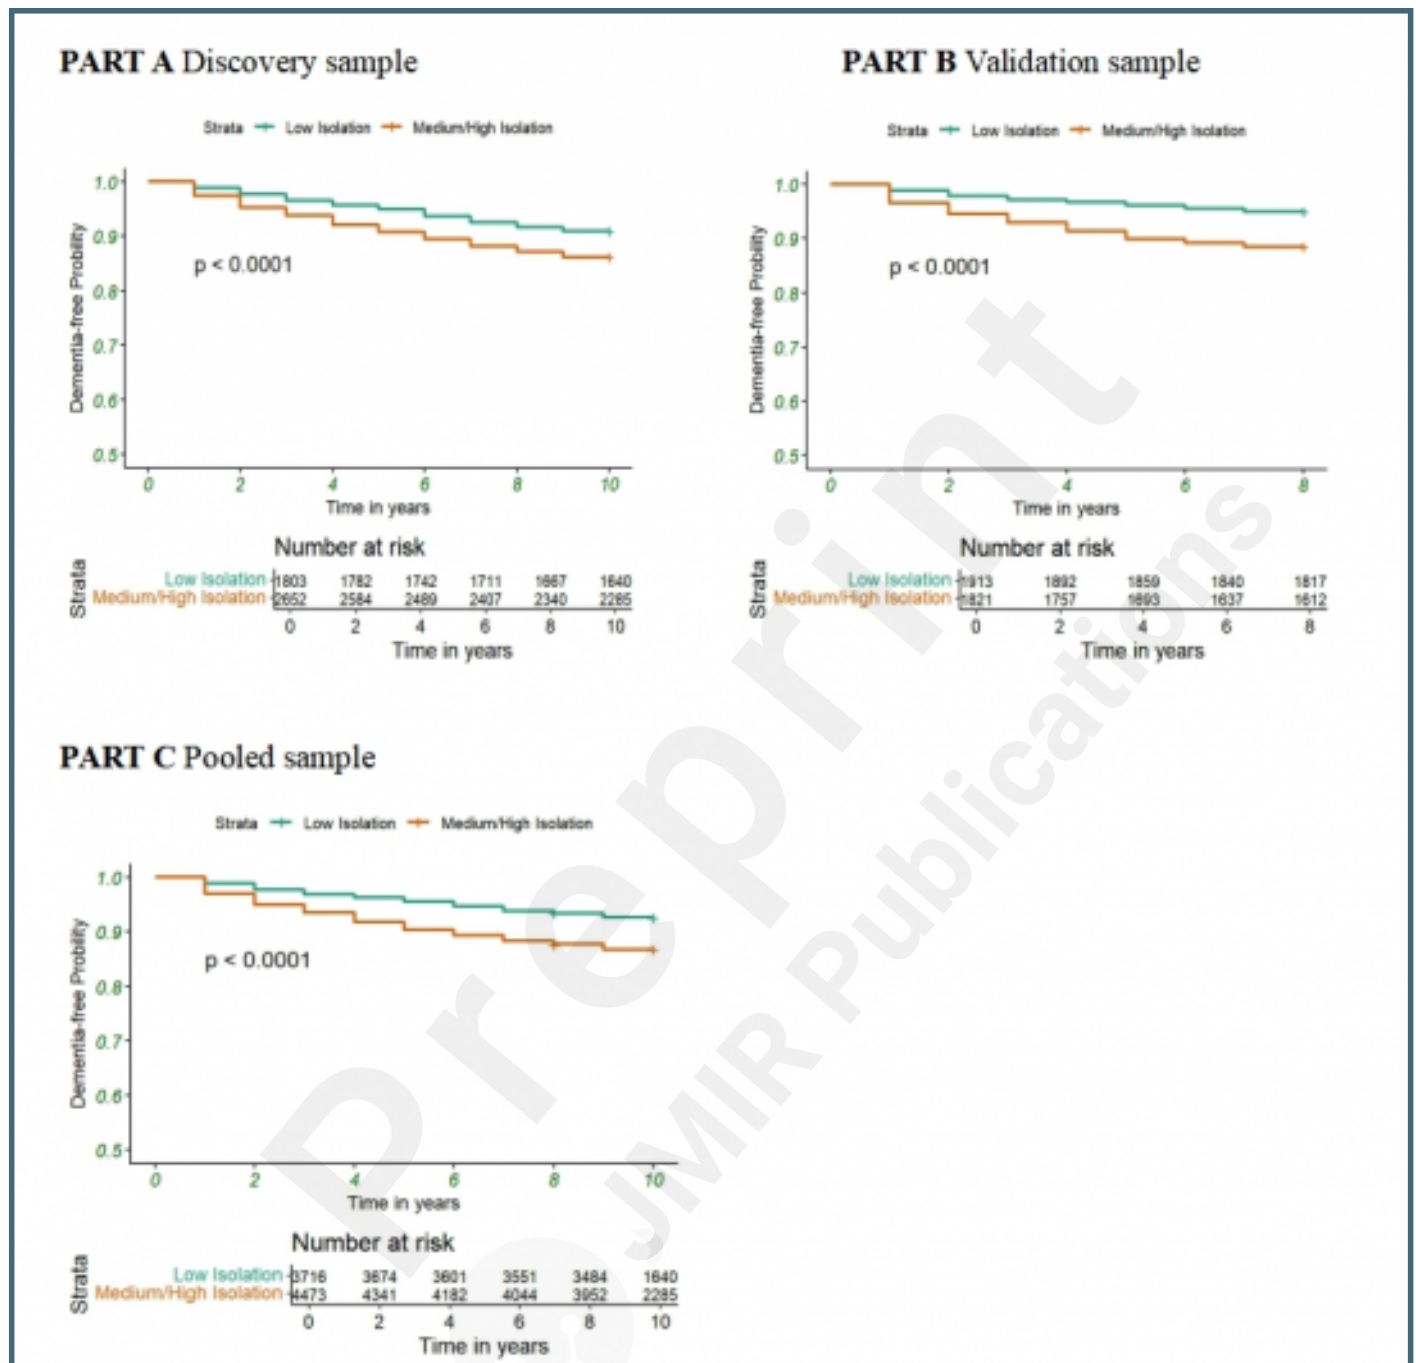 PART A Discovery sample
Strata Low Isolation Medium/High Isolation
Dementia-free Probility
1.0
0.9
0.8
0.7
0.6
0.5
p < 0.0001
0 2 4 6 8 10
Time in years
Number at risk
Strata
Low Isolation 1803 1782 1742 1711 1667 1640
Medium/High Isolation 2652 2584 2489 2407 2340 2285
0 2 4 6 8 10
Time in years
PART B Validation sample
Strata Low Isolation Medium/High Isolation
Dementia-free Probility
1.0
0.9
0.8
0.7
0.6
0.5
p < 0.0001
0 2 4 6 8
Time in years
Number at risk
Strata
Low Isolation 1913 1892 1859 1840 1817
Medium/High Isolation 1821 1757 1693 1637 1612
0 2 4 6 8
Time in years
PART C Pooled sample
Strata Low Isolation Medium/High Isolation
Dementia-free Probility
1.0
0.9
0.8
0.7
0.6
0.5
p < 0.0001
0 2 4 6 8 10
Time in years
Number at risk
Strata
Low Isolation 3716 3674 3601 3551 3484 1640
Medium/High Isolation 4473 4341 4182 4044 3952 2285
0 2 4 6 8 10
Time in years
Preprint
JMIR Publications